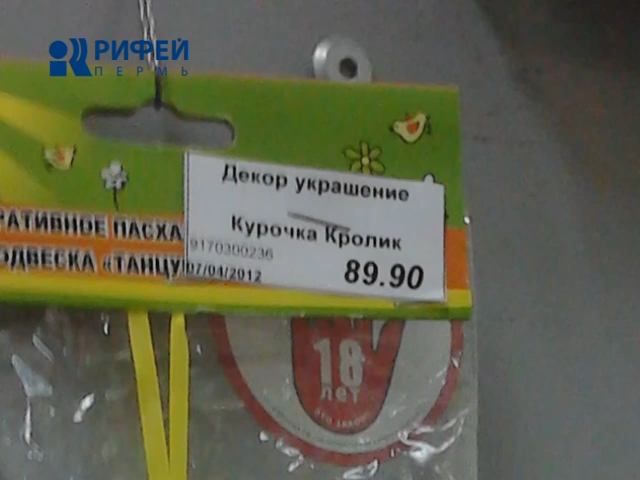 РИФЕЙ
ПЕРМЬ
Декор украшение
Курочка Кролик
9170300236
07/04/2012
89.90
РАТИВНОЕ ПАСХА
ОДВЕСКА «ТАНЦУ
18
лет